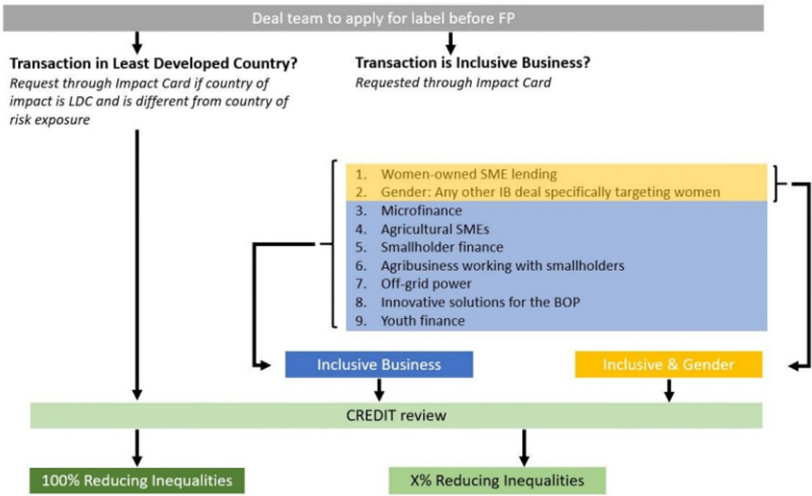 Deal team to apply for label before FP
Transaction in Least Developed Country?
Request through Impact Card if country of
impact is LDC and is different from country of
risk exposure
Transaction is Inclusive Business?
Requested through Impact Card
1. Women-owned SME lending
2. Gender: Any other IB deal specifically targeting women
3. Microfinance
4. Agricultural SMEs
5. Smallholder finance
6. Agribusiness working with smallholders
7. Off-grid power
8. Innovative solutions for the BOP
9. Youth finance
Inclusive Business
Inclusive & Gender
CREDIT review
100% Reducing Inequalities
X% Reducing Inequalities